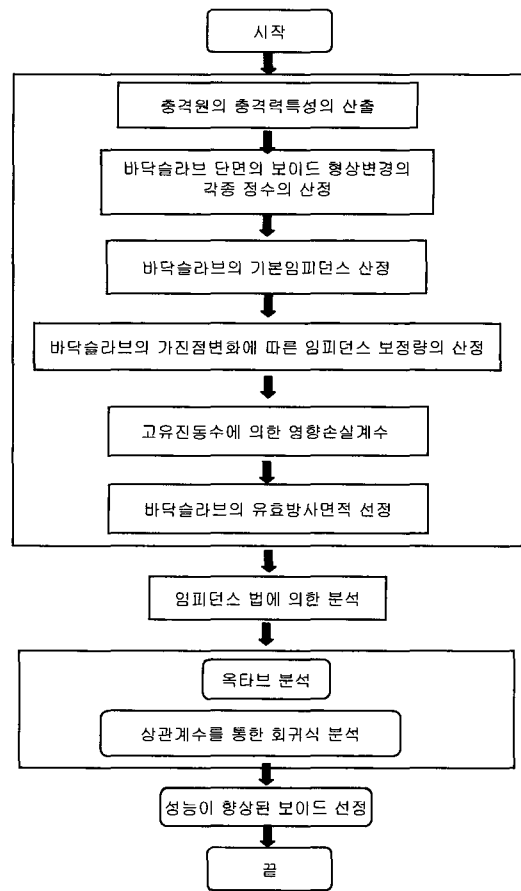 시작
충격원의 충격력특성의 산출
바닥슬라브 단면의 보이드 형상변경의
각종 정수의 산정
바닥슬라브의 기본임피던스 산정
바닥슬라브의 가진점변화에 따른 임피던스 보정량의 산정
고유진동수에 의한 영향손실계수
바닥슬라브의 유효방사면적 선정
임피던스 법에 의한 분석
옥타브 분석
상관계수를 통한 회귀식 분석
성능이 향상된 보이드 선정
끝